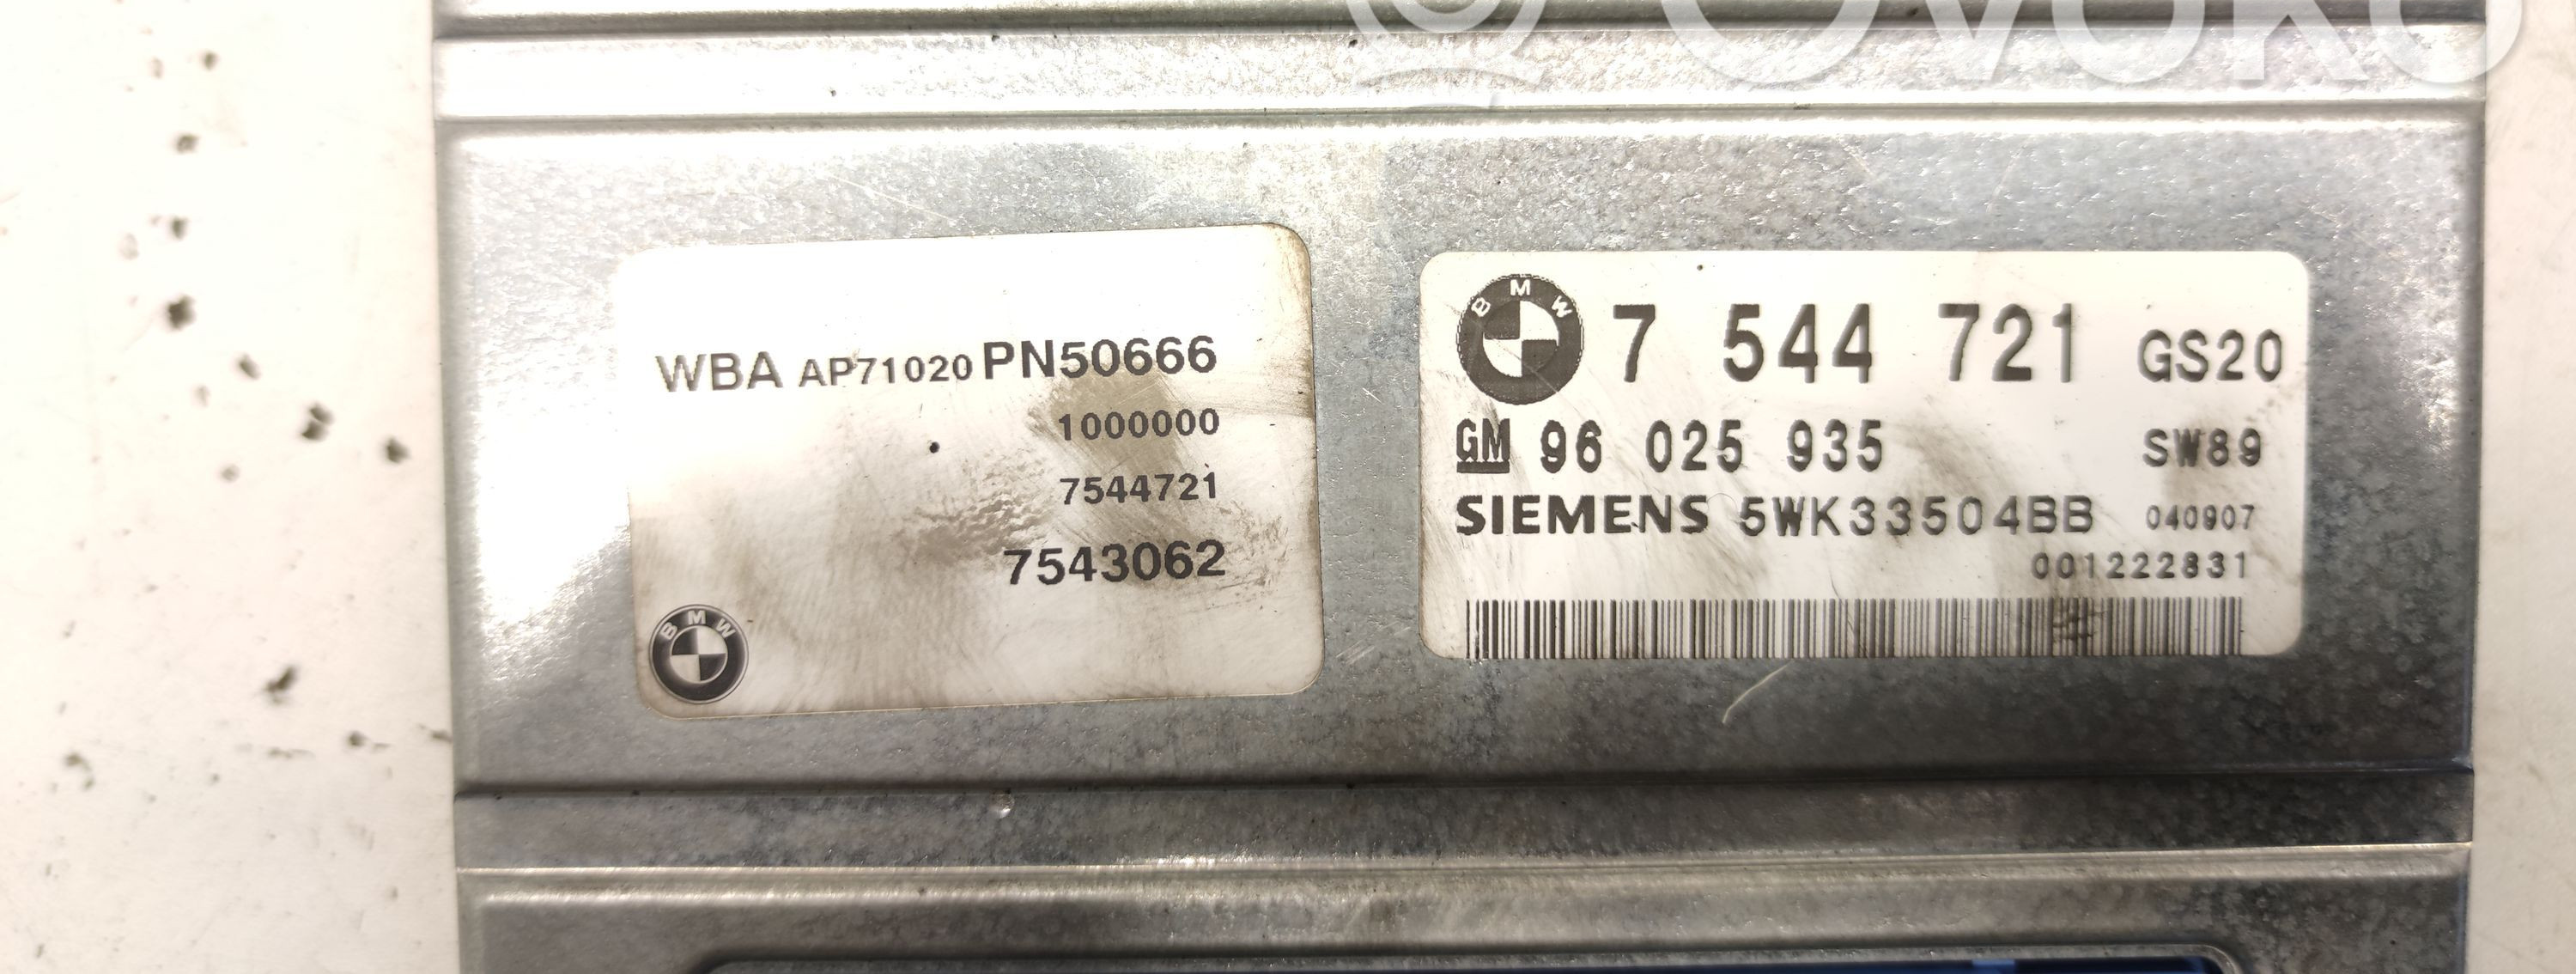 OVOKO
WBA AP71020 PN50666
1000000
7544721
7543062
BMW
BMW 7 544 721 GS20
GM 96 025 935 SW89
SIEMENS 5WK33504BB 040907
001222831